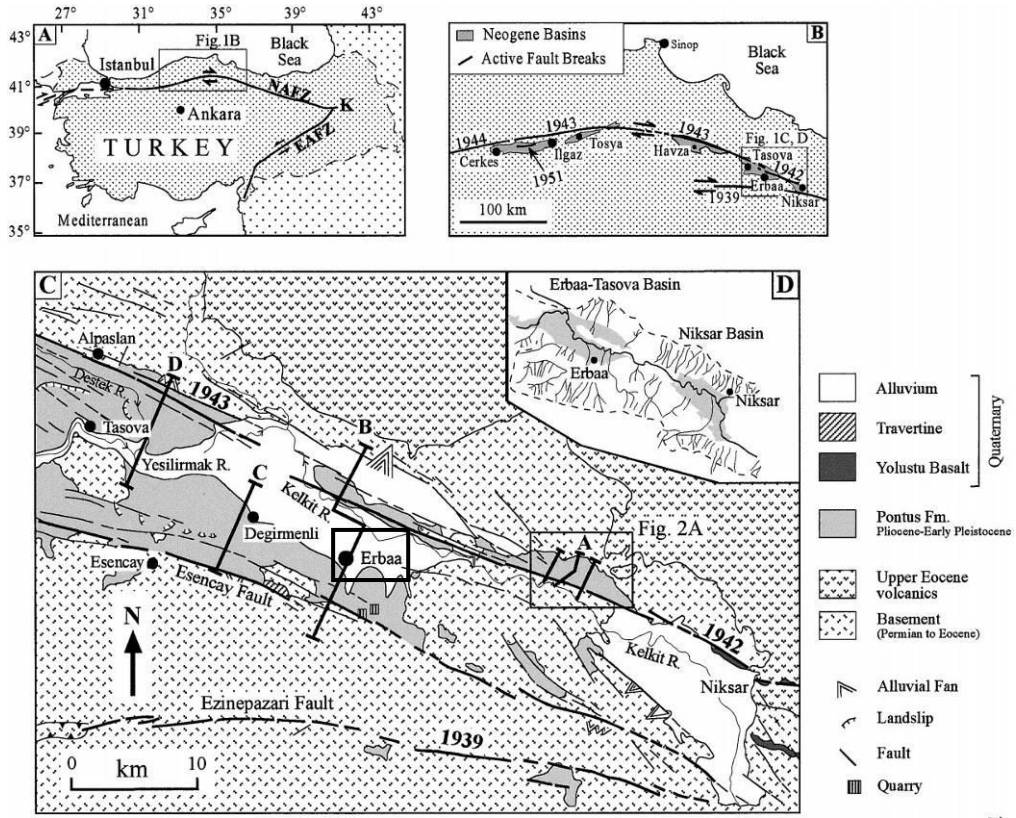 27° 31° 35° 39° 43°
43°
41°
39°
37°
35°
A
Fig.1B
Black
Sea
Istanbul
NAFZ
K
Ankara
EAFZ
TURKEY
Mediterranean
B
Neogene Basins
Active Fault Breaks
Sinop
Black
Sea
1944
1943
1943
Fig. 1C, D
Cerkes
Ilgaz
Tosya
Havza
Tasova
1942
1951
1939
Erbaa
Niksar
100 km
C
Alpaslan
D
Destek R.
1943
Tasova
Yesilirmak R.
B
C
Kelkit R.
Degirmenli
Erbaa
Fig. 2A
A
Esencay
Esencay Fault
N
1942
Kelkit R.
Niksar
Ezinepazari Fault
1939
0 10
km
D
Erbaa-Tasova Basin
Niksar Basin
Erbaa
Niksar
Alluvium
Travertine
Yolustu Basalt
Quaternary
Pontus Fm.
Pliocene-Early Pleistocene
Upper Eocene
volcanics
Basement
(Permian to Eocene)
Alluvial Fan
Landslip
Fault
Quarry